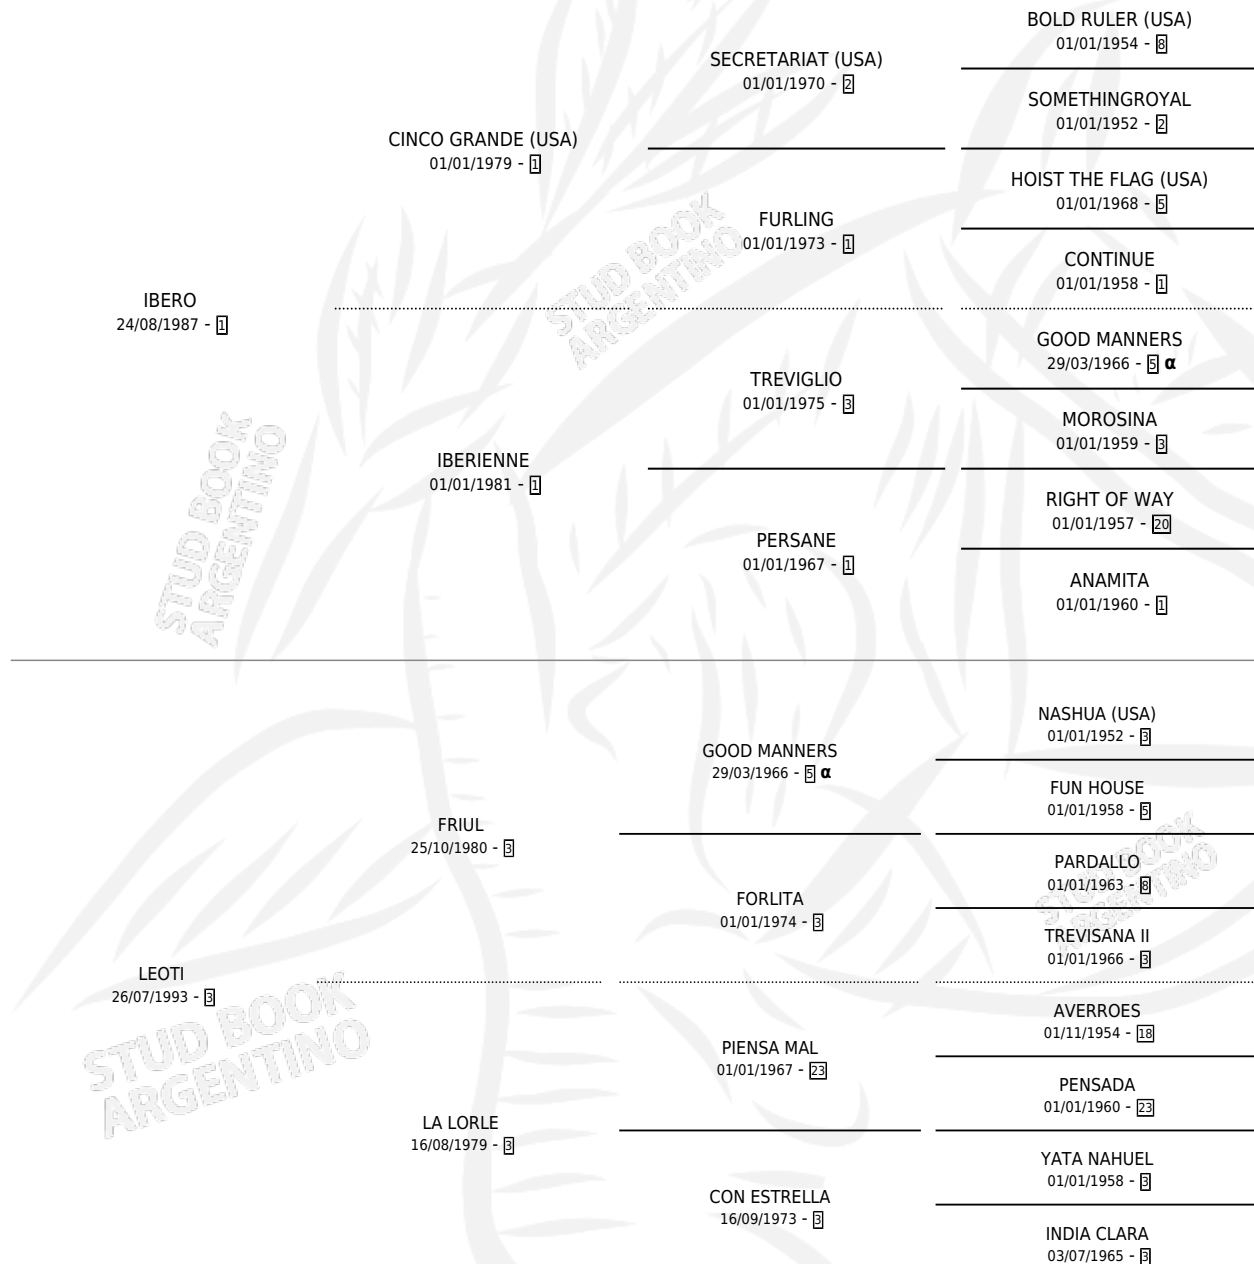 BOLD RULER (USA)
01/01/1954 - 8
SECRETARIAT (USA)
01/01/1970 - 2
SOMETHINGROYAL
01/01/1952 - 2
CINCO GRANDE (USA)
01/01/1979 - 1
HOIST THE FLAG (USA)
01/01/1968 - 5
FURLING
01/01/1973 - 1
CONTINUE
01/01/1958 - 1
IBERO
24/08/1987 - 1
GOOD MANNERS
29/03/1966 - 5 α
TREVIGLIO
01/01/1975 - 3
MOROSINA
01/01/1959 - 3
IBERIENNE
01/01/1981 - 1
RIGHT OF WAY
01/01/1957 - 20
PERSANE
01/01/1967 - 1
ANAMITA
01/01/1960 - 1
NASHUA (USA)
01/01/1952 - 3
GOOD MANNERS
29/03/1966 - 5 α
FUN HOUSE
01/01/1958 - 5
FRIUL
25/10/1980 - 3
PARDALLO
01/01/1963 - 8
FORLITA
01/01/1974 - 3
TREVISANA II
01/01/1966 - 3
LEOTI
26/07/1993 - 3
AVERROES
01/11/1954 - 18
PIENSA MAL
01/01/1967 - 23
PENSADA
01/01/1960 - 23
LA LORLE
16/08/1979 - 3
YATA NAHUEL
01/01/1958 - 3
CON ESTRELLA
16/09/1973 - 3
INDIA CLARA
03/07/1965 - 3
STUD BOOK
ARGENTINO
STUD BOOK
ARGENTINO
STUD BOOK
ARGENTINO
STUD BOOK
ARGENTINO